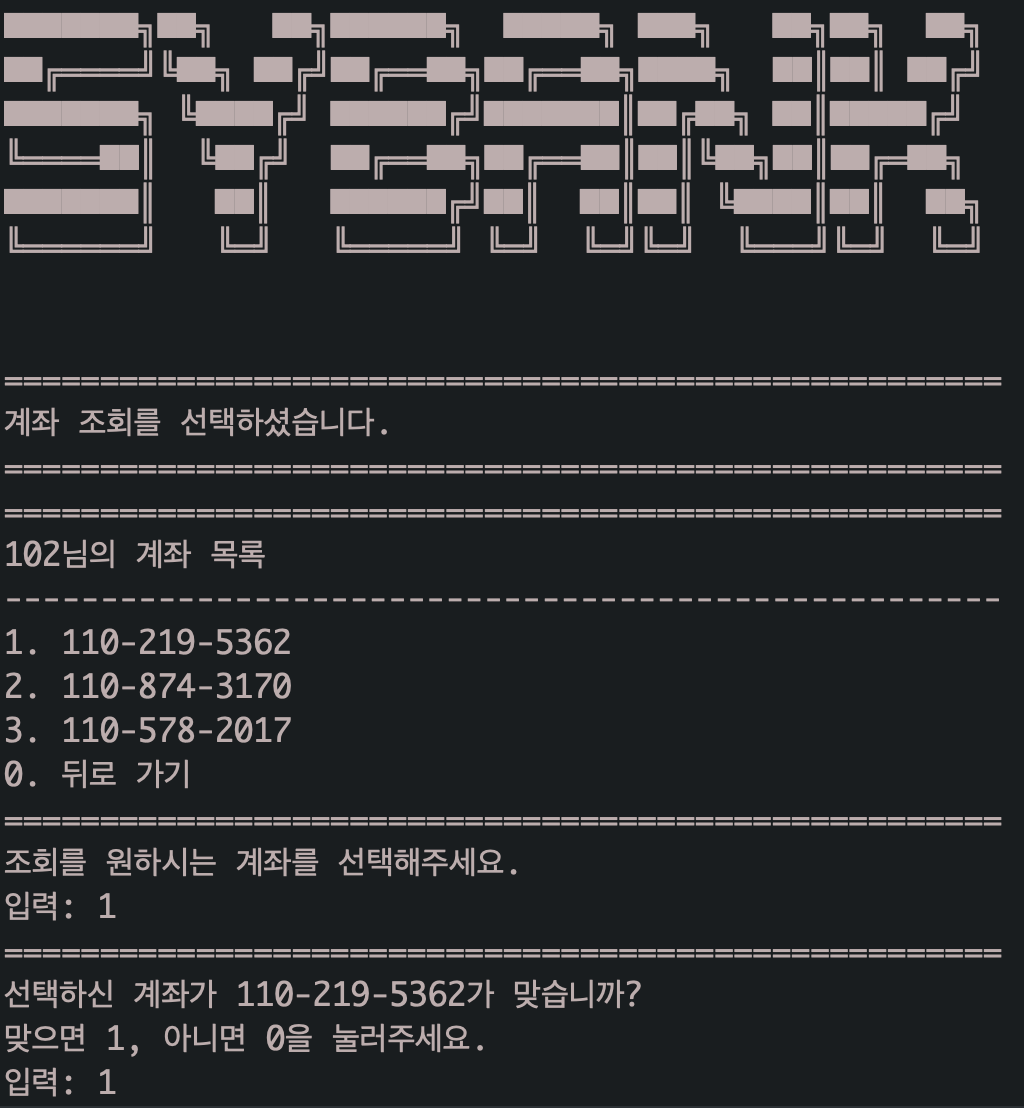 SYBANK
계좌 조회를 선택하셨습니다.
102님의 계좌 목록
1. 110-219-5362
2. 110-874-3170
3. 110-578-2017
0. 뒤로 가기
조회를 원하시는 계좌를 선택해주세요.
입력: 1
선택하신 계좌가 110-219-5362가 맞습니까?
맞으면 1, 아니면 0을 눌러주세요.
입력: 1